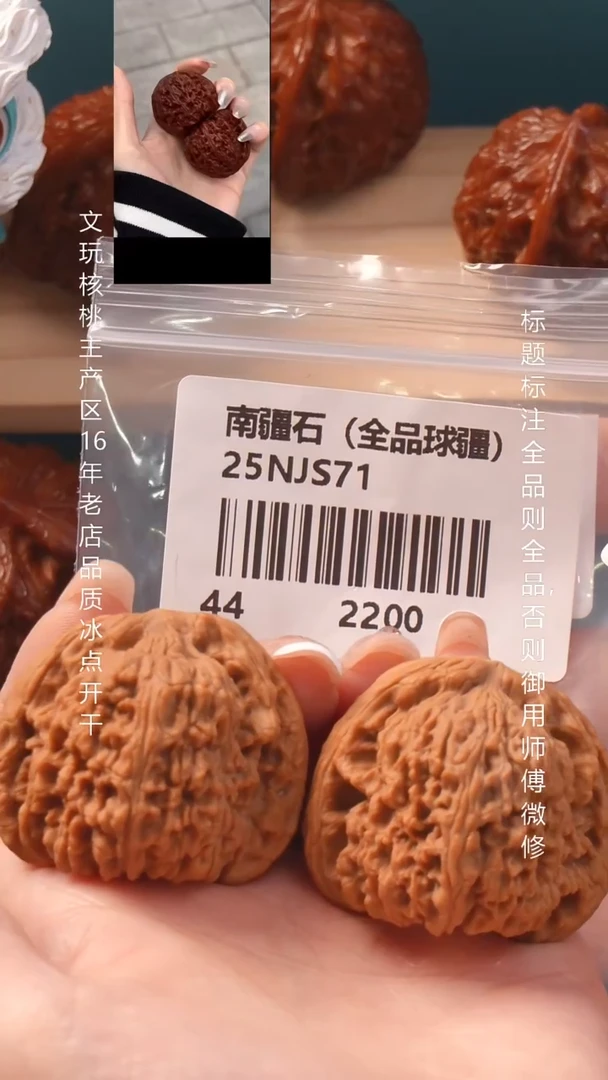 文玩核桃主产区16年老店品质冰点开干
标题标注全品则全品,否则御用师傅微修
南疆石（全品球疆）
25NJS71
44 2200